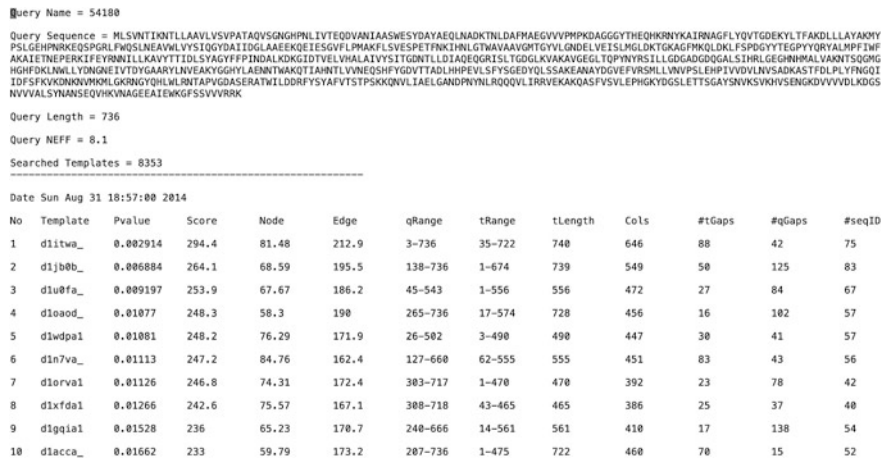 Query Name = 54180
Query Sequence = MLSVNTIKNTLLAAVLVSVPATAQVSGNGHPNLIVTEQDVANIAASWESYDAYAEQLNADKTNLDAFMAEGVVVPMPKDAGGGYTHEQHKRNYKAIRNAGFLYQVTGDEKYLTFAKDLLLAYAKMY
PSLGEHPNRKEQSPGRLFWQSLNEAVWLVYSIQGYDAIIDGLAAEEKQEIESGVFLPMAKFLSVESPETFNKIHNLGTWAVAAVGMTGYVLGNDELVEISLMGLDKTGKAGFMKQLDKLFSPDGYYTEGPYYQRYALMPFIWF
AKAIETNEPERKIFEYRNNILLKAVYTTIDLSYAGYFFPINDALKDKGIDTVELVHALAIVYSITGDNTLLDIAQEQGRISLTGDGLKVAKAVGEGLTQPYNYRSILLGDGADGDQGALSIHRLGEGHNHMALVAKNTSQGMG
HGHFDKLNWLLYDNGNEIVTDYGAARYLNVEAKYGGHYLAENNTWAKQTIAHNTLVVNEQSHFYGDVTTADLHHPEVLSFYSGEDYQLSSAKEANAYDGVEFVRSMLLVNVPSLEHPIVVDVLNVSADKASTFDLPLYFNGQI
IDFSFKVKDNKNVMKMLGKRNGYQHLWLRNTAPVGDASERATWILDDRFYSYAFVTSTPSKKQNVLIAELGANDPNYNLRQQQVLIRRVEKAKQASFVSVLEPHGKYDGSLETTSGAYSNVKSVKHVSENGKDVVVVDLKDGS
NVVVALSYNANSEQVHKVNAGEEAIEWKGFSSVVVRRK
Query Length = 736
Query NEFF = 8.1
Searched Templates = 8353
Date Sun Aug 31 18:57:00 2014
No Template Pvalue Score Node Edge qRange tRange tLength Cols #tGaps #qGaps #seqID
1 d1itwa_ 0.002914 294.4 81.48 212.9 3-736 35-722 740 646 88 42 75
2 d1jb0b_ 0.006884 264.1 68.59 195.5 138-736 1-674 739 549 50 125 83
3 d1u0fa_ 0.009197 253.9 67.67 186.2 45-543 1-556 556 472 27 84 67
4 d1oaod_ 0.01077 248.3 58.3 190 265-736 17-574 728 456 16 102 57
5 d1wdpa1 0.01081 248.2 76.29 171.9 26-502 3-490 490 447 30 41 57
6 d1n7va_ 0.01113 247.2 84.76 162.4 127-660 62-555 555 451 83 43 56
7 d1orva1 0.01126 246.8 74.31 172.4 303-717 1-470 470 392 23 78 42
8 d1xfda1 0.01266 242.6 75.57 167.1 308-718 43-465 465 386 25 37 40
9 d1gqia1 0.01528 236 65.23 170.7 240-666 14-561 561 410 17 138 54
10 d1acca_ 0.01662 233 59.79 173.2 207-736 1-475 722 460 70 15 52